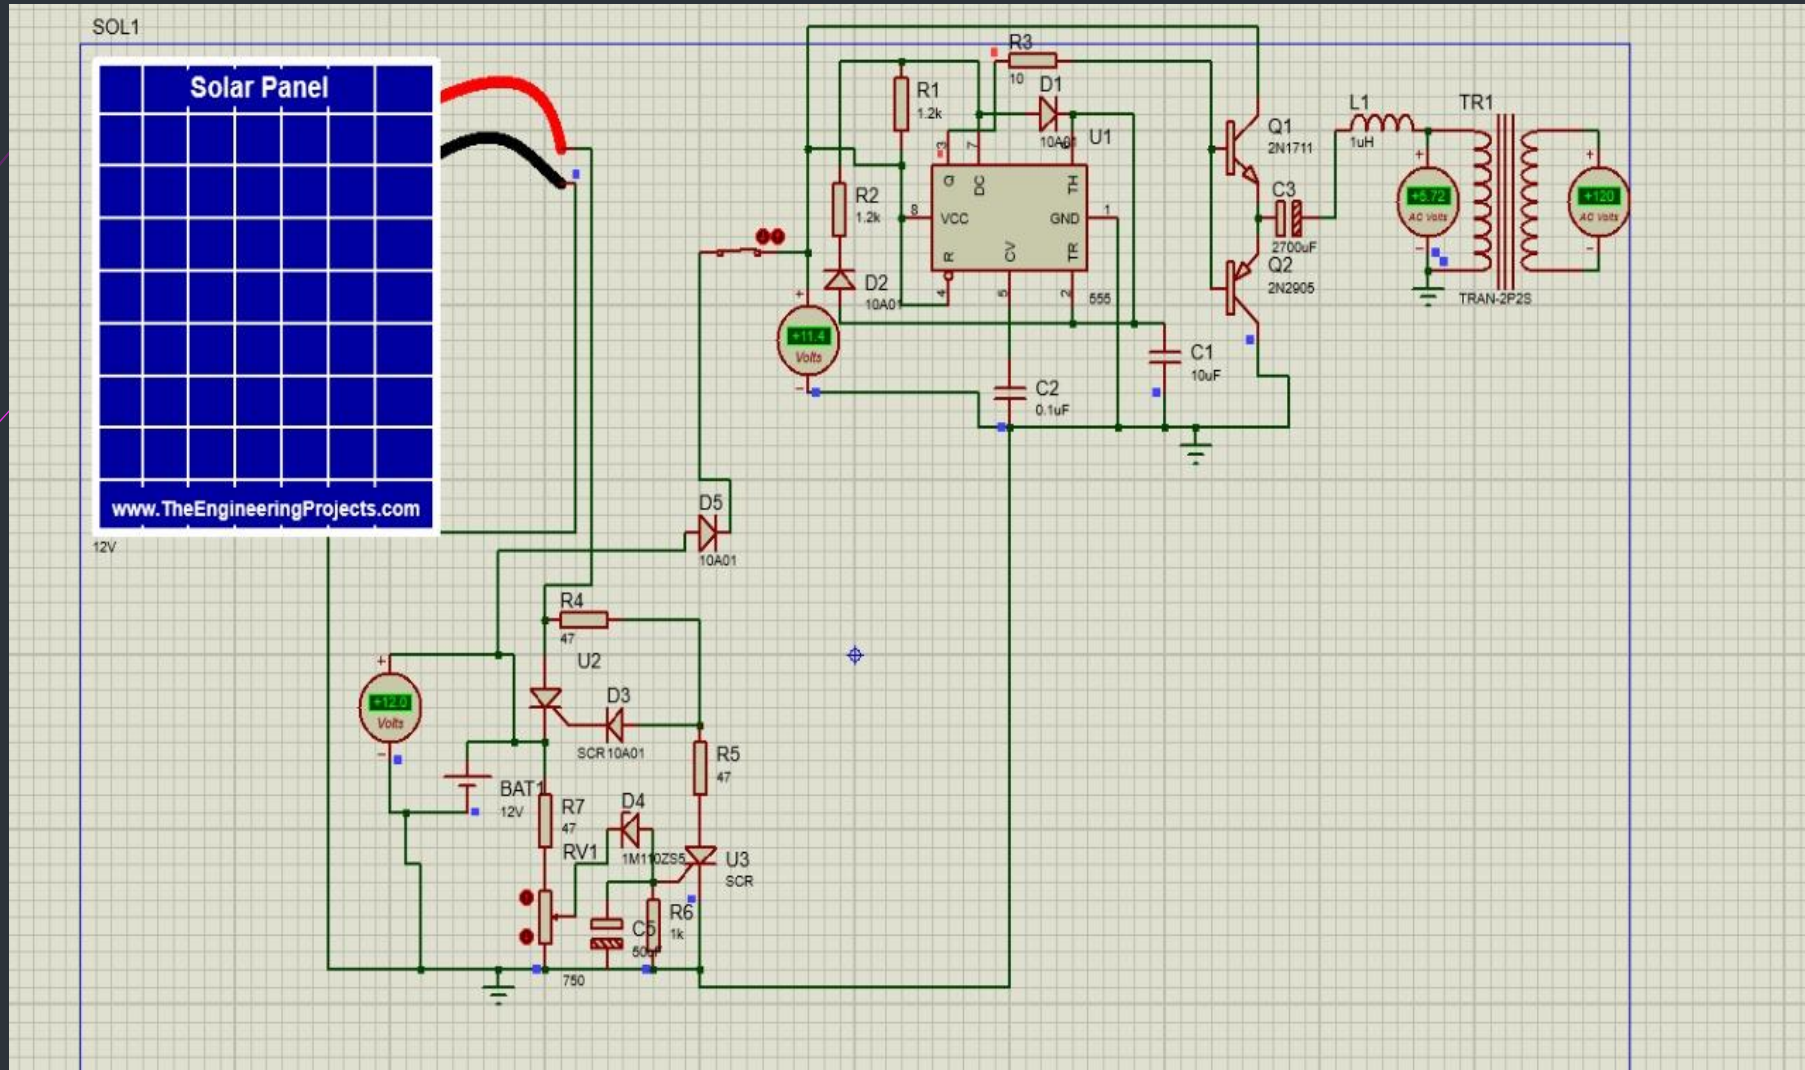 SOL1
Solar Panel
www.TheEngineeringProjects.com
12V
R3
10
R1
1.2k
D1
10A01
U1
3
7
6
Q
DC
TH
8
VCC
GND
1
R
CV
TR
4
5
2
555
R2
1.2k
D2
10A01
+11.4
Volts
C2
0.1uF
C1
10uF
Q1
2N1711
C3
2700uF
Q2
2N2905
L1
1uH
TR1
TRAN-2P2S
+5.72
AC Volts
+120
AC Volts
D5
10A01
R4
47
U2
SCR
D3
10A01
R5
47
+12.0
Volts
BAT1
12V
R7
47
RV1
750
D4
1M110ZS5
U3
SCR
C5
50uF
R6
1k